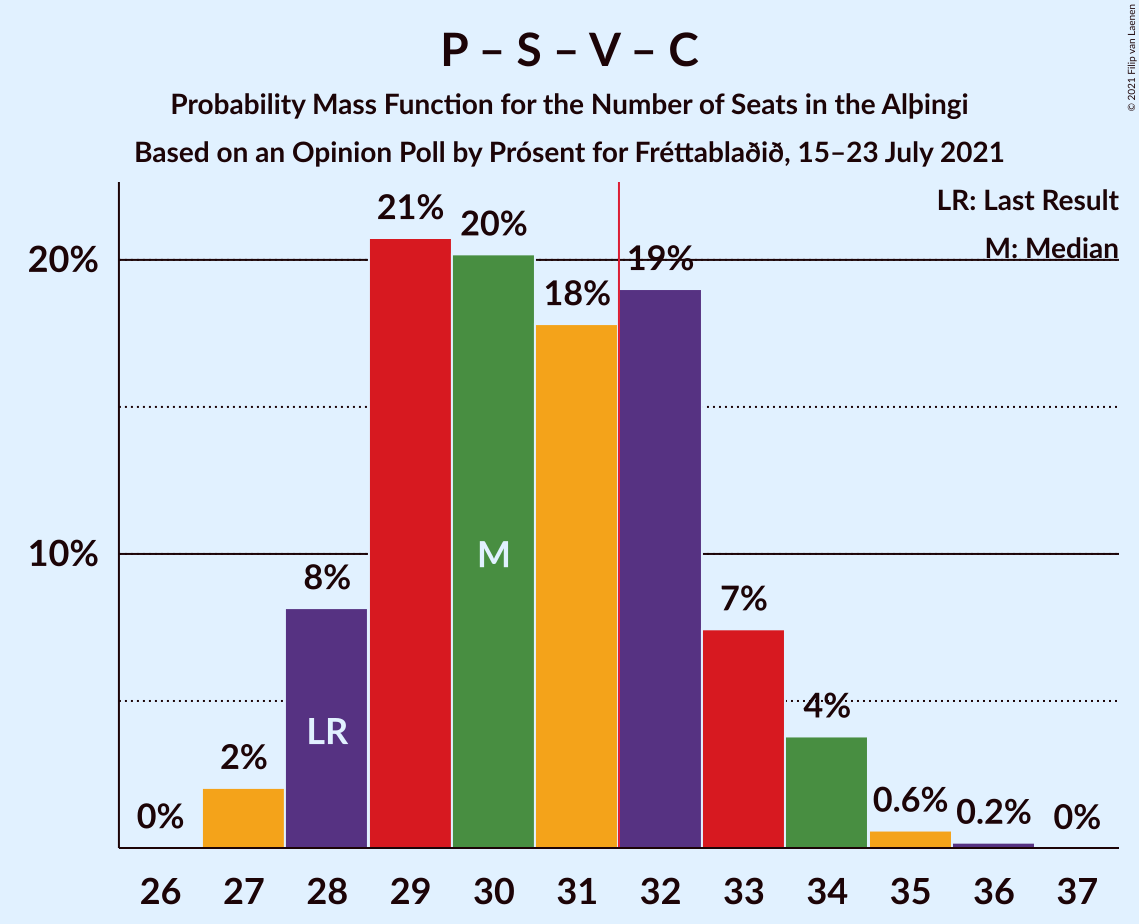 P – S – V – C
Probability Mass Function for the Number of Seats in the Alþingi
Based on an Opinion Poll by Prósent for Fréttablaðið, 15–23 July 2021
© 2021 Filip van Laenen
LR: Last Result
M: Median
20%
10%
0%
2%
8%
21%
20%
18%
19%
7%
4%
0.6%
0.2%
0%
LR
M
26 27 28 29 30 31 32 33 34 35 36 37